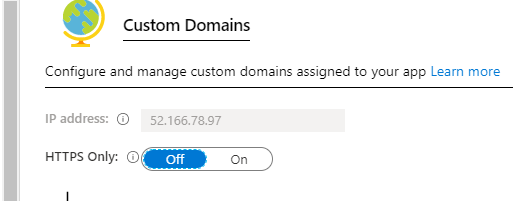 Custom Domains
Configure and manage custom domains assigned to your app Learn more
IP address: 52.166.78.97
HTTPS Only: Off On